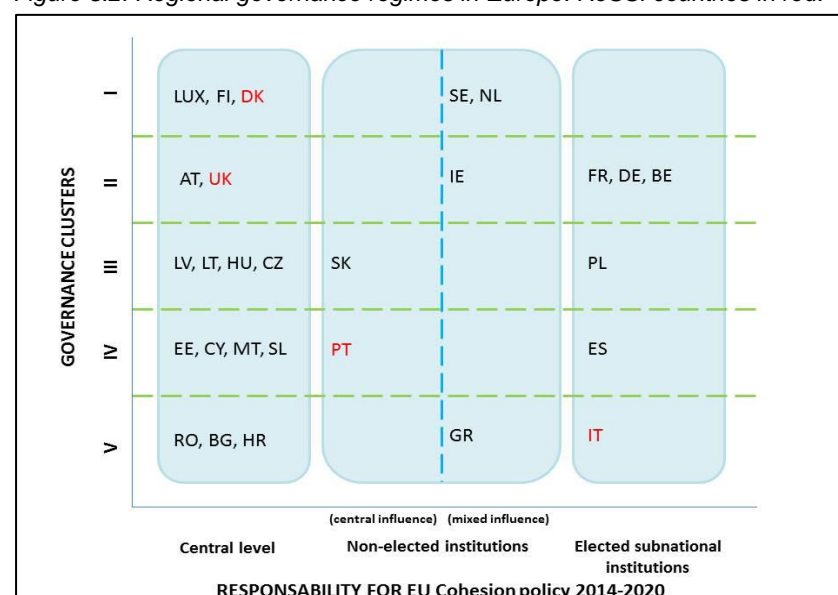 Regional governance regimes in Europe. ReSSI countries in red.
GOVERNANCE CLUSTERS
I
LUX, FI, DK
SE, NL
II
AT, UK
IE
FR, DE, BE
III
LV, LT, HU, CZ
SK
PL
IV
EE, CY, MT, SL
PT
ES
V
RO, BG, HR
GR
IT
(central influence) (mixed influence)
Central level
Non-elected institutions
Elected subnational
institutions
RESPONSABILITY FOR EU Cohesion policy 2014-2020